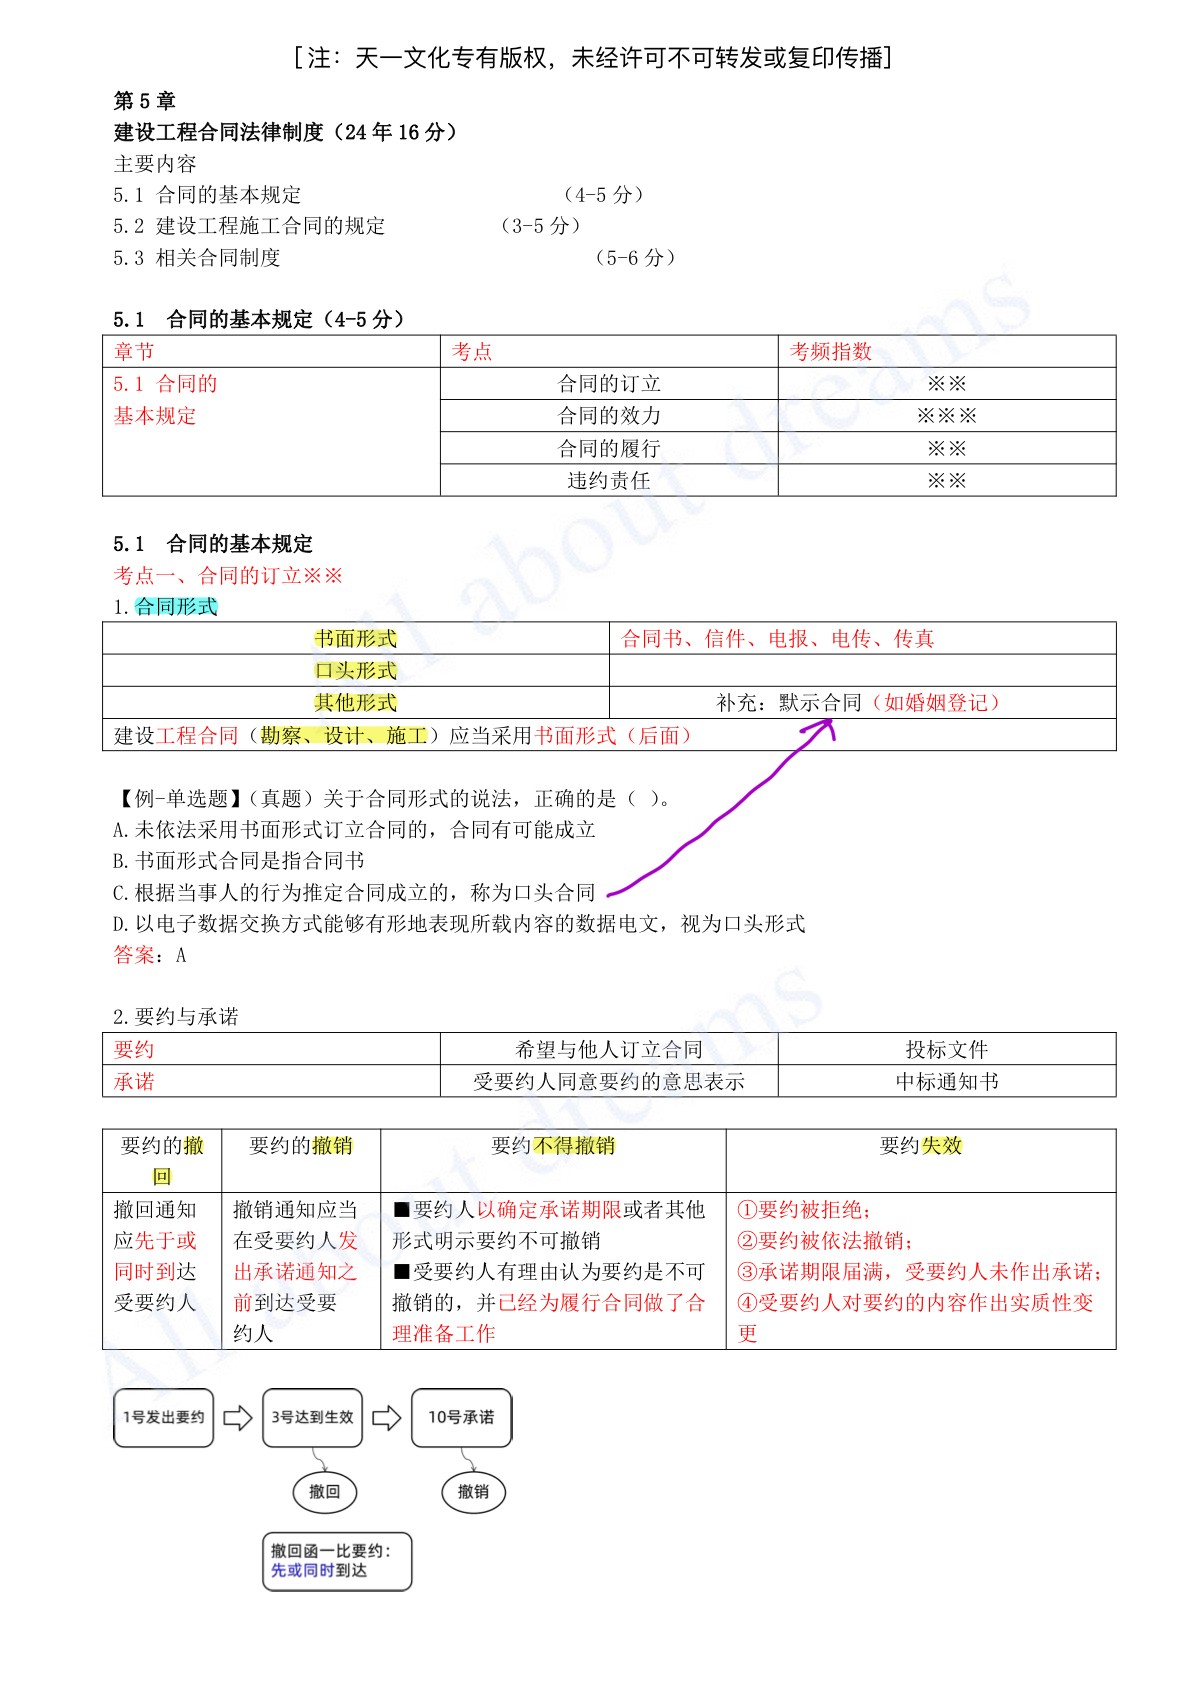 [注：天一文化专有版权，未经许可不可转发或复印传播]
第 5 章
建设工程合同法律制度（24 年 16 分）
主要内容
5.1 合同的基本规定 （4-5 分）
5.2 建设工程施工合同的规定 （3-5 分）
5.3 相关合同制度 （5-6 分）
5.1 合同的基本规定（4-5 分）
章节 考点 考频指数
5.1 合同的
基本规定
合同的订立 ※※
合同的效力 ※※※
合同的履行 ※※
违约责任 ※※
5.1 合同的基本规定
考点一、合同的订立※※
1.合同形式
书面形式 合同书、信件、电报、电传、传真
口头形式
其他形式 补充：默示合同（如婚姻登记）
建设工程合同（勘察、设计、施工）应当采用书面形式（后面）
【例-单选题】（真题）关于合同形式的说法，正确的是（ ）。
A.未依法采用书面形式订立合同的，合同有可能成立
B.书面形式合同是指合同书
C.根据当事人的行为推定合同成立的，称为口头合同
D.以电子数据交换方式能够有形地表现所载内容的数据电文，视为口头形式
答案：A
2.要约与承诺
要约 希望与他人订立合同 投标文件
承诺 受要约人同意要约的意思表示 中标通知书
要约的撤
回
要约的撤销 要约不得撤销 要约失效
撤回通知
应先于或
同时到达
受要约人
撤销通知应当
在受要约人发
出承诺通知之
前到达受要
约人
■要约人以确定承诺期限或者其他
形式明示要约不可撤销
■受要约人有理由认为要约是不可
撤销的，并已经为履行合同做了合
理准备工作
①要约被拒绝；
②要约被依法撤销；
③承诺期限届满，受要约人未作出承诺；
④受要约人对要约的内容作出实质性变
更
1号发出要约 3号达到生效 10号承诺
撤回 撤销
撤回函一比要约：
先或同时到达
All about dreams
All about dreams